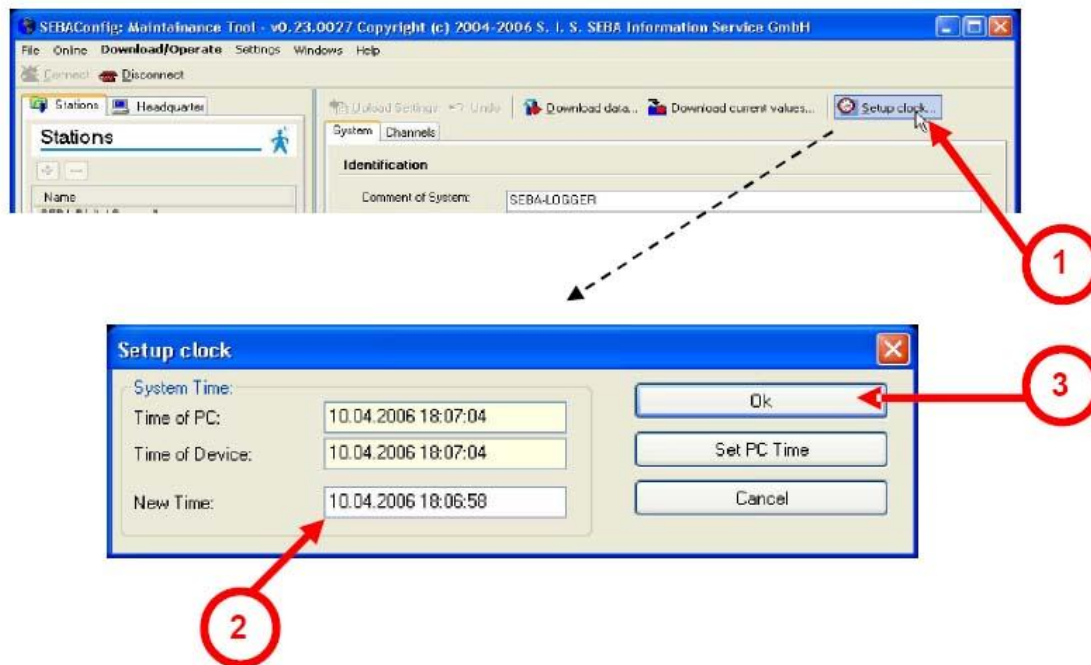 SEBAConfig: Maintainance Tool - v0.23.0027 Copyright (c) 2004-2006 S. I. S. SEBA Information Service GmbH
File Online Download/Operate Settings Windows Help
Connect Disconnect
Stations Headquarter
Upload Settings Undo Download data... Download current values... Setup clock...
Stations
System Channels
Identification
Name
Comment of System: SEBA-LOGGER
1
Setup clock
System Time:
Time of PC: 10.04.2006 18:07:04 Ok
3
Time of Device: 10.04.2006 18:07:04 Set PC Time
New Time: 10.04.2006 18:06:58 Cancel
2